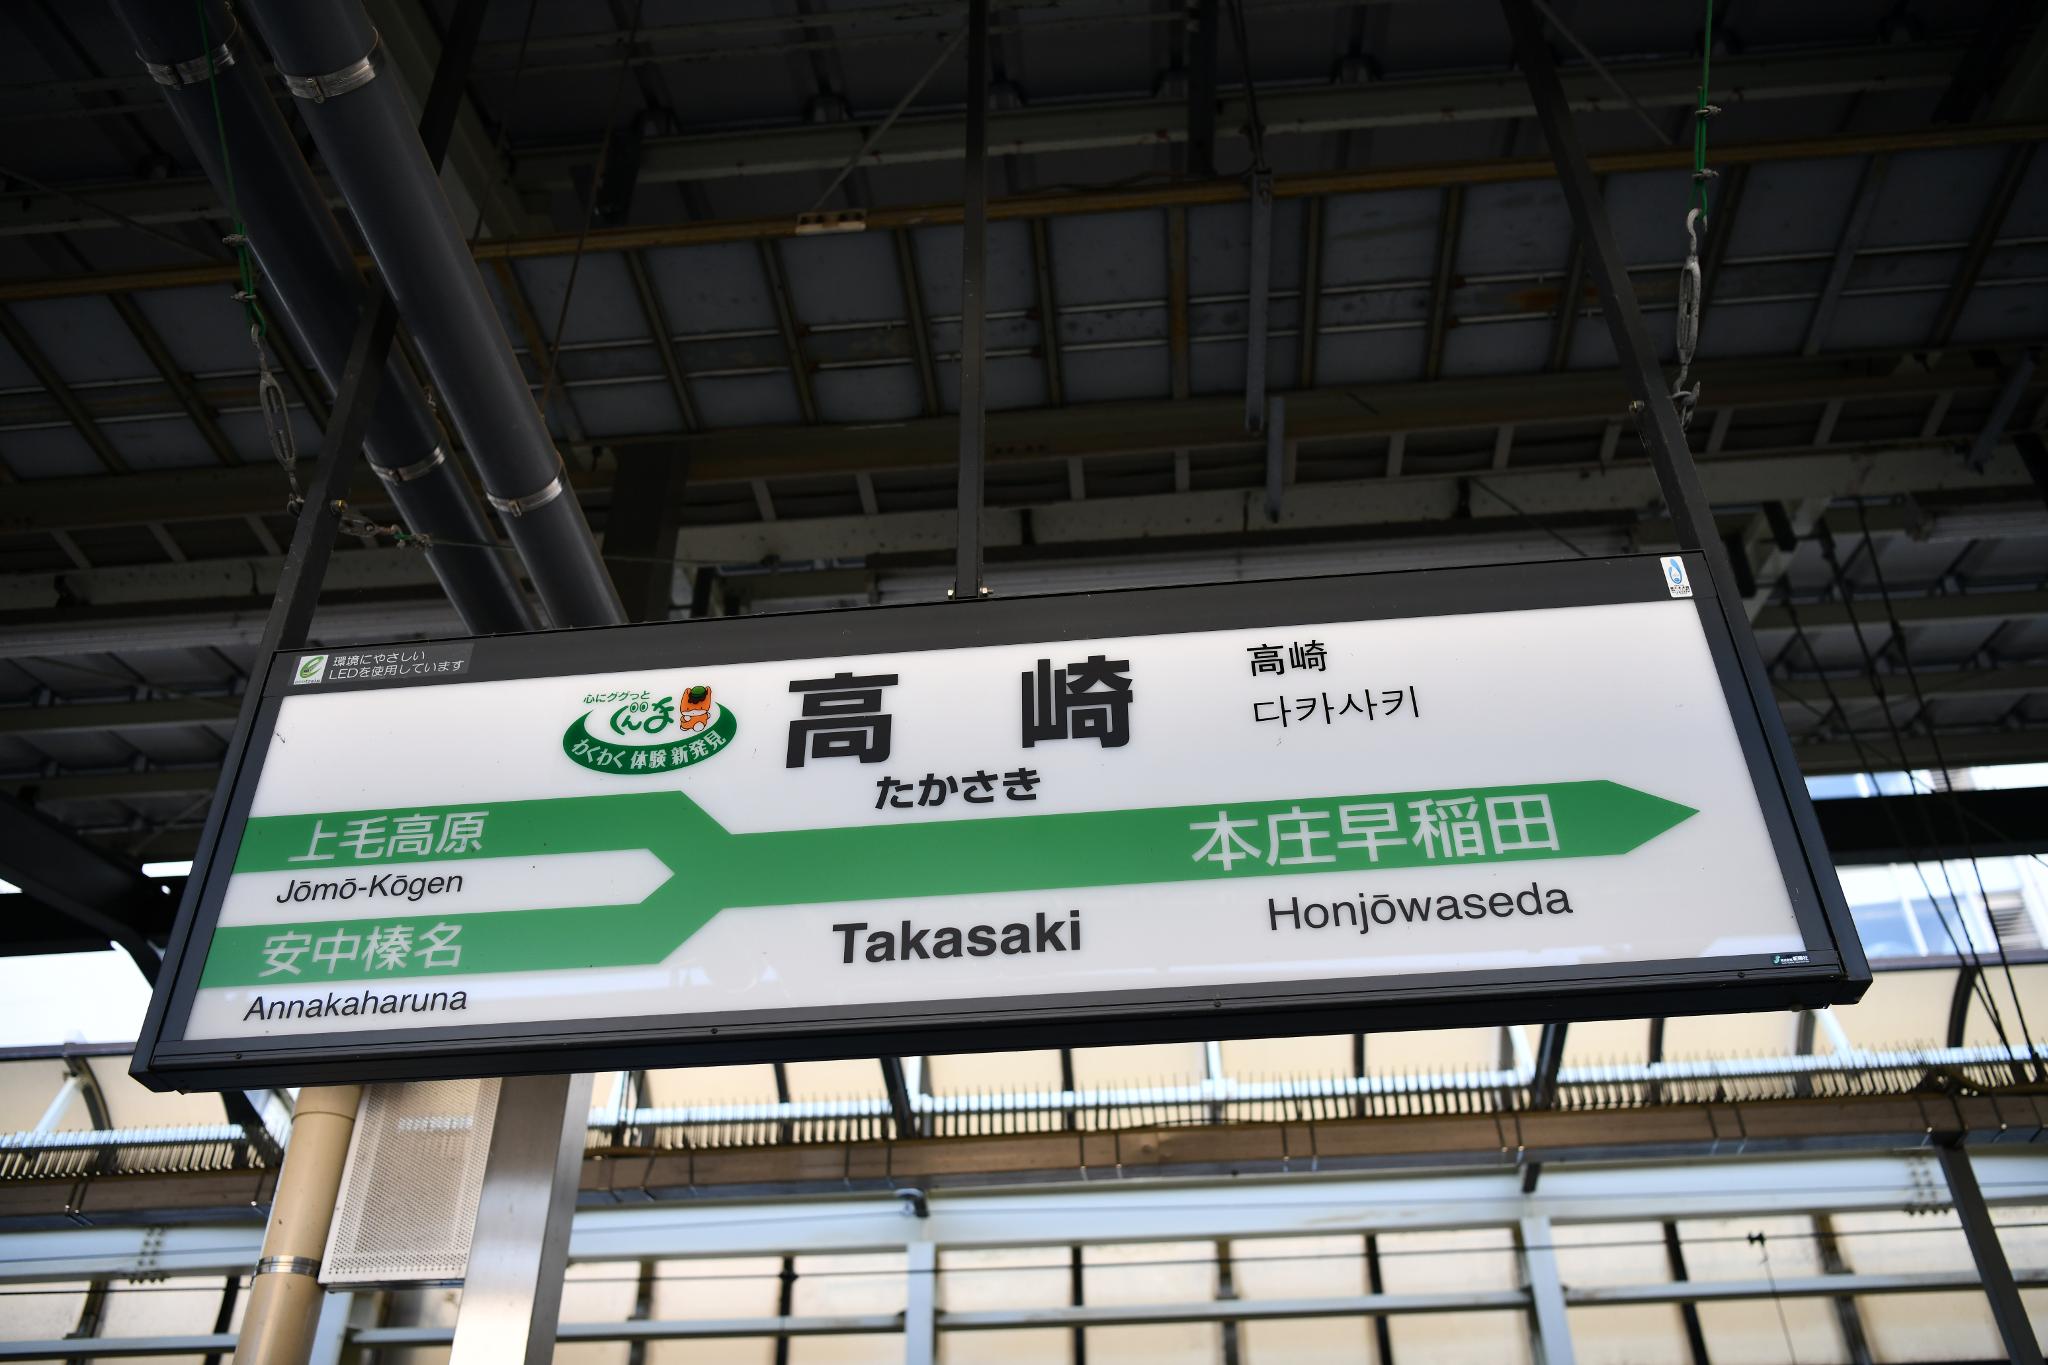 環境にやさしい
LEDを使用しています
心にググっと
ぐんま
わくわく 体験 新発見
高 崎
たかさき
高崎
다카사키
上毛高原
Jōmō-Kōgen
安中榛名
Annakaharuna
Takasaki
本庄早稲田
Honjōwaseda